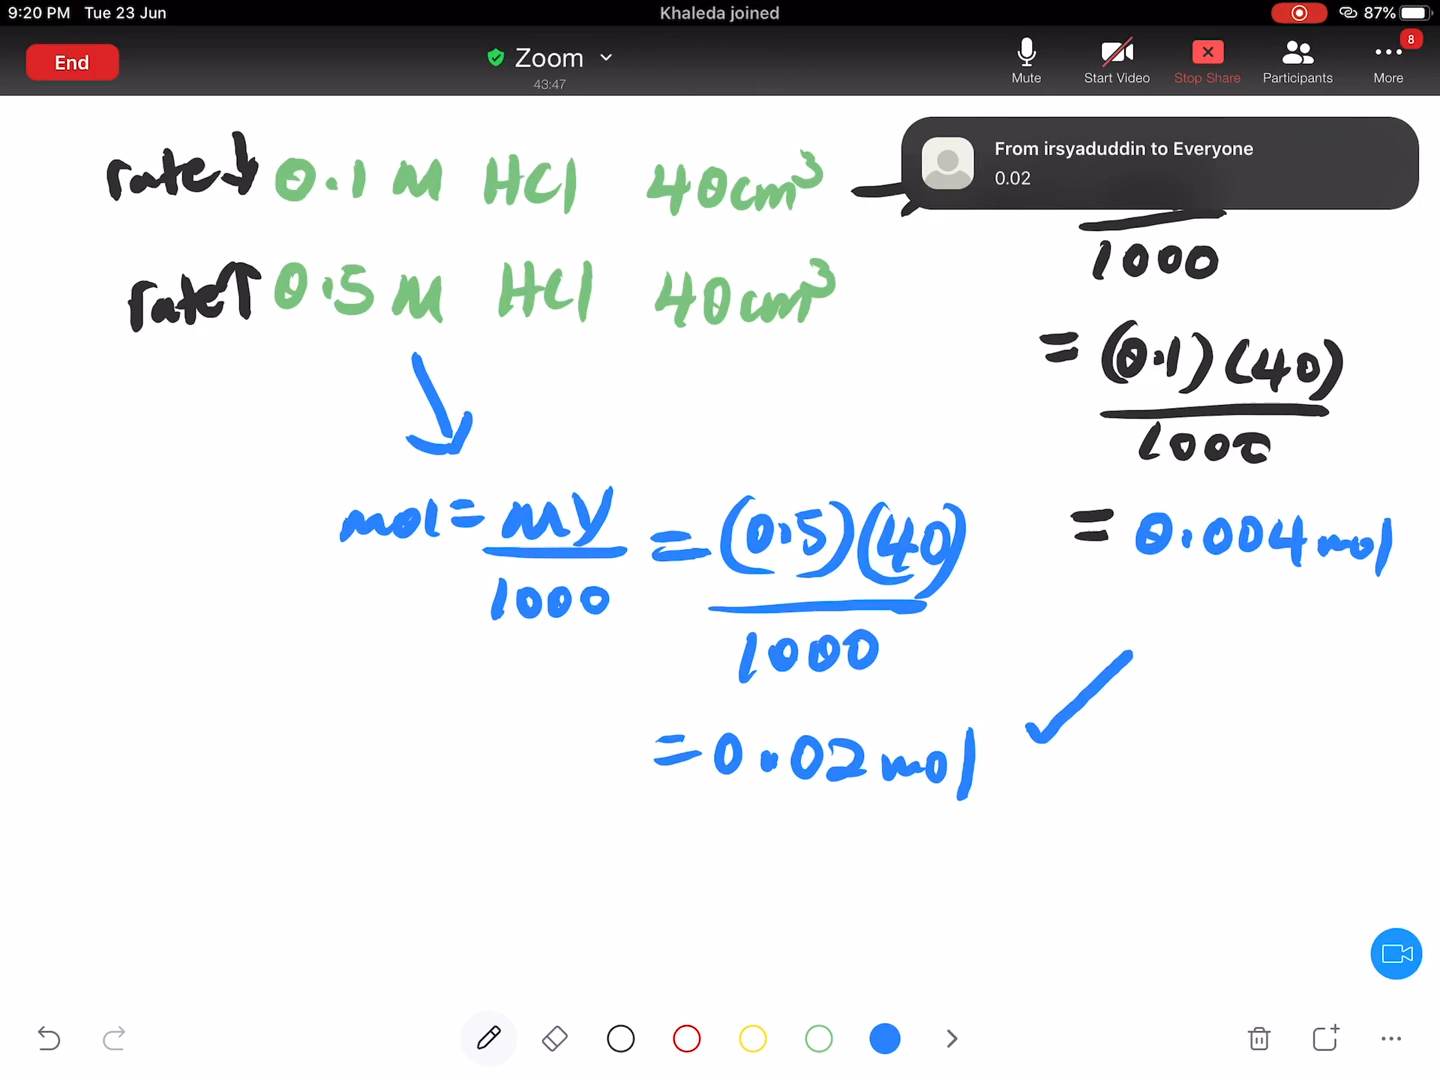 9:20 PM Tue 23 Jun
Khaleda joined
87%
End
Zoom
43:47
Mute
Start Video
Stop Share
Participants
8
More
From irsyaduddin to Everyone
0.02
rate↓ 0.1 M HCl 40cm³
1000
rate↑ 0.5 M HCl 40cm³
= (0.1)(40)
1000
= 0.004 mol
mol = MV
1000
= (0.5)(40)
1000
= 0.02 mol ✓